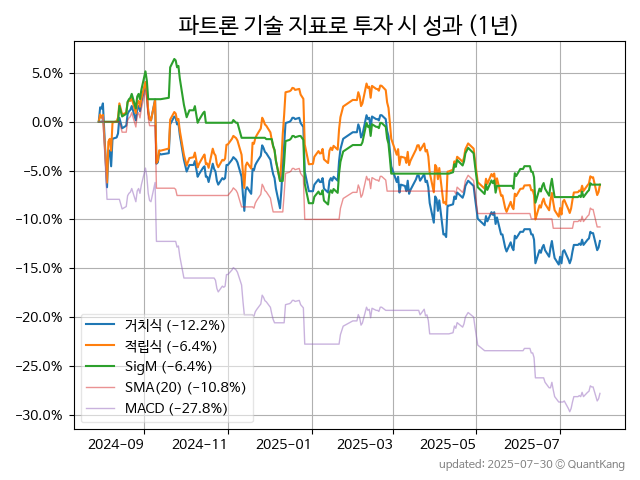 파트론 기술 지표로 투자 시 성과 (1년)
5.0%
0.0%
−5.0%
−10.0%
−15.0%
−20.0%
−25.0%
−30.0%
거치식 (−12.2%)
적립식 (−6.4%)
SigM (−6.4%)
SMA(20) (−10.8%)
MACD (−27.8%)
2024−09 2024−11 2025−01 2025−03 2025−05 2025−07
updated: 2025-07-30 © QuantKang